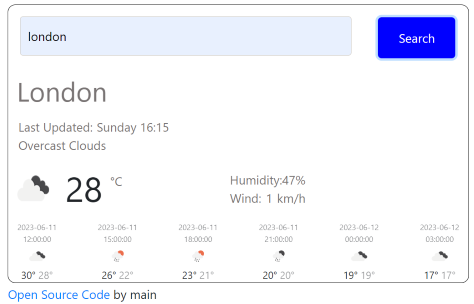 london
Search
London
Last Updated: Sunday 16:15
Overcast Clouds
28 °C
Humidity:47%
Wind: 1 km/h
2023-06-11 2023-06-11 2023-06-11 2023-06-11 2023-06-12 2023-06-12
12:00:00 15:00:00 18:00:00 21:00:00 00:00:00 03:00:00
30° 28° 26° 22° 23° 21° 20° 20° 19° 19° 17° 17°
Open Source Code by main